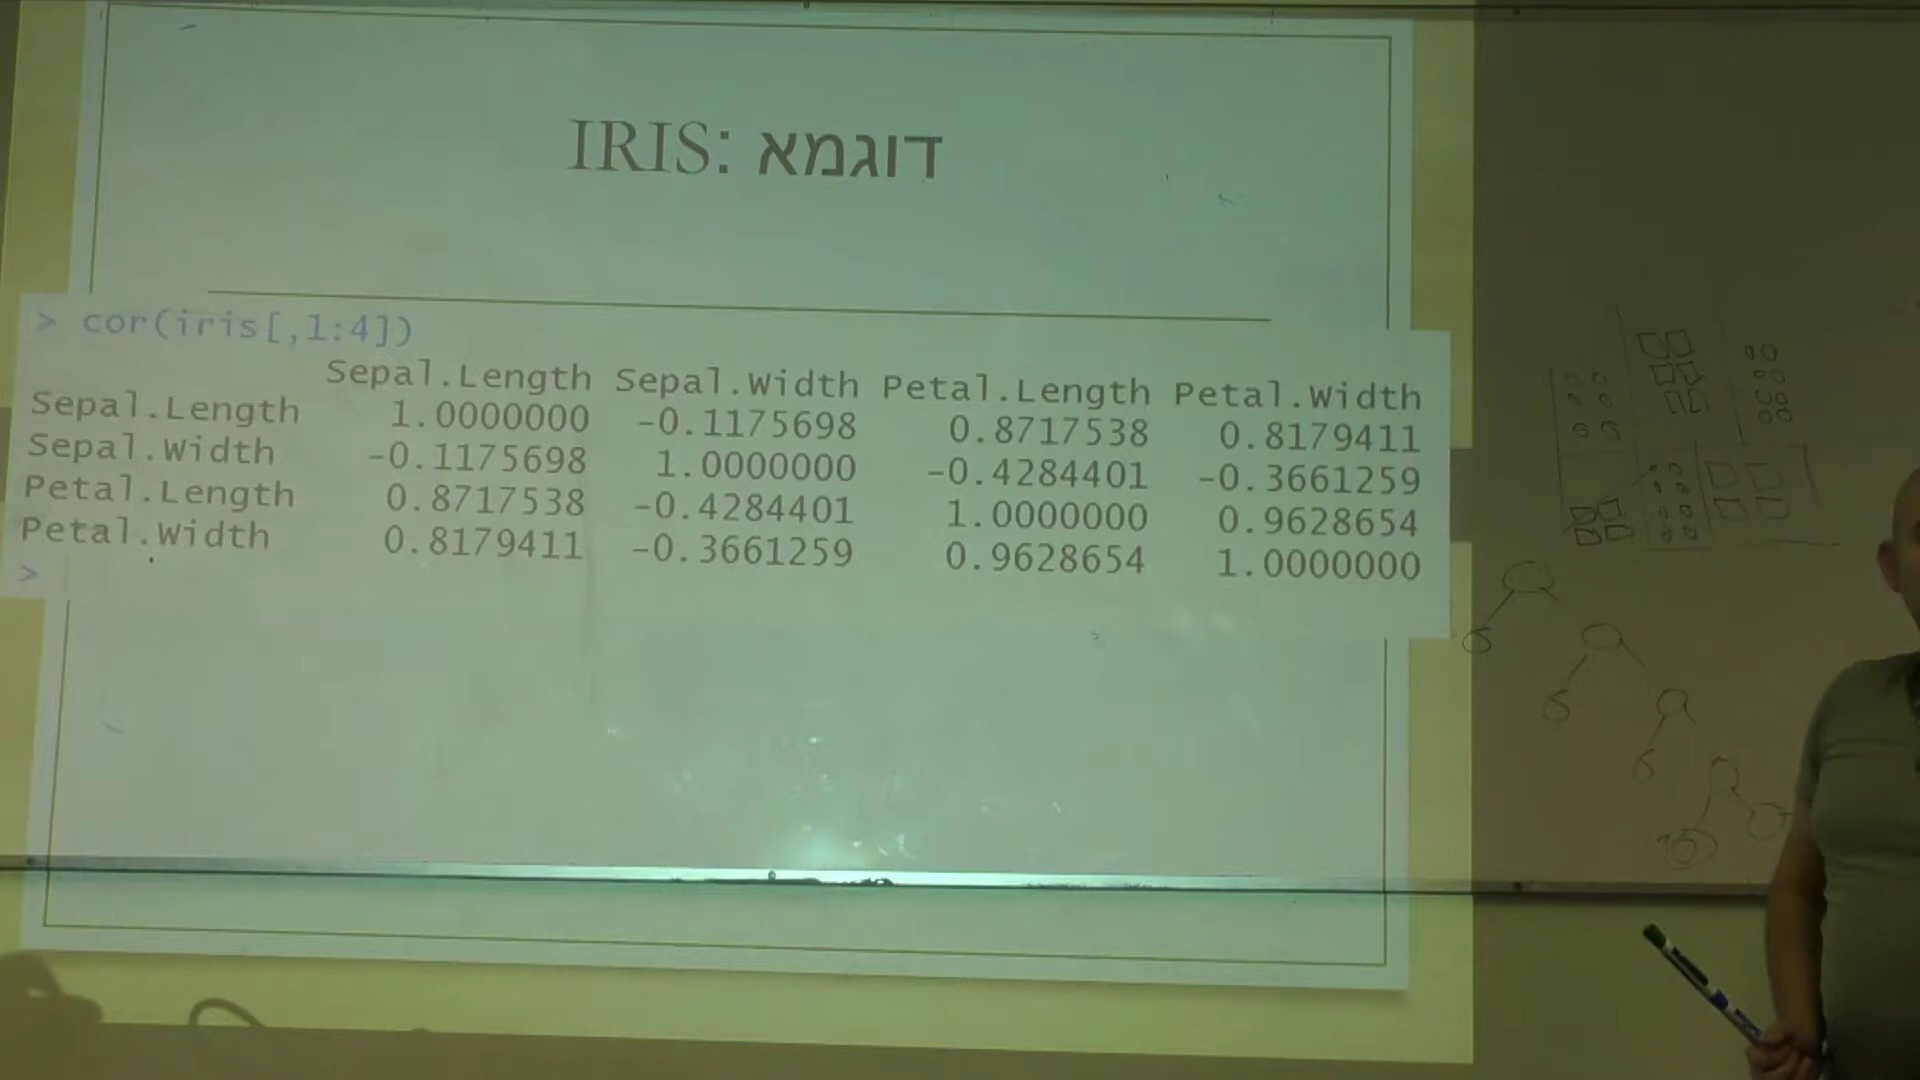 דוגמא: IRIS
> cor(iris[,1:4])
Sepal.Length Sepal.Width Petal.Length Petal.Width
Sepal.Length 1.0000000 -0.1175698 0.8717538 0.8179411
Sepal.Width -0.1175698 1.0000000 -0.4284401 -0.3661259
Petal.Length 0.8717538 -0.4284401 1.0000000 0.9628654
Petal.Width 0.8179411 -0.3661259 0.9628654 1.0000000
>